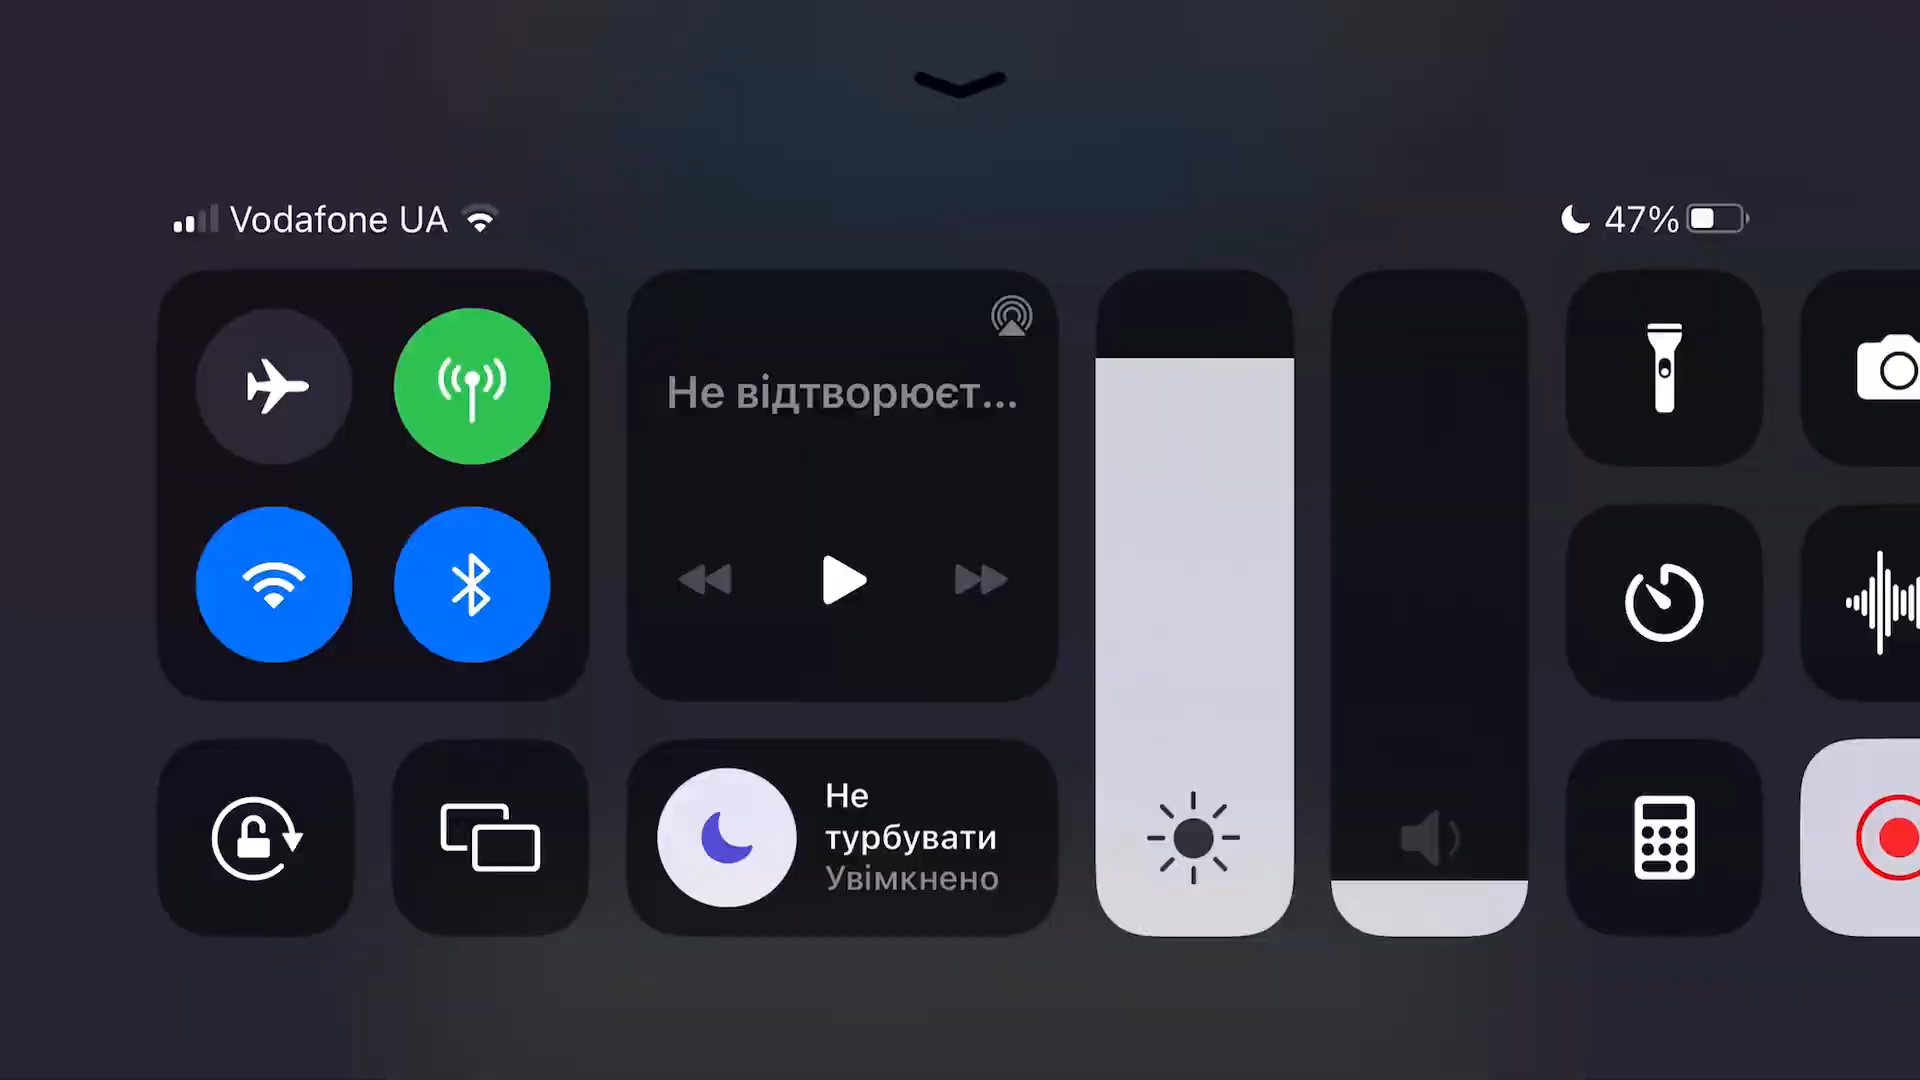 Vodafone UA
47%
Не відтворюєт...
Не
турбувати
Увімкнено